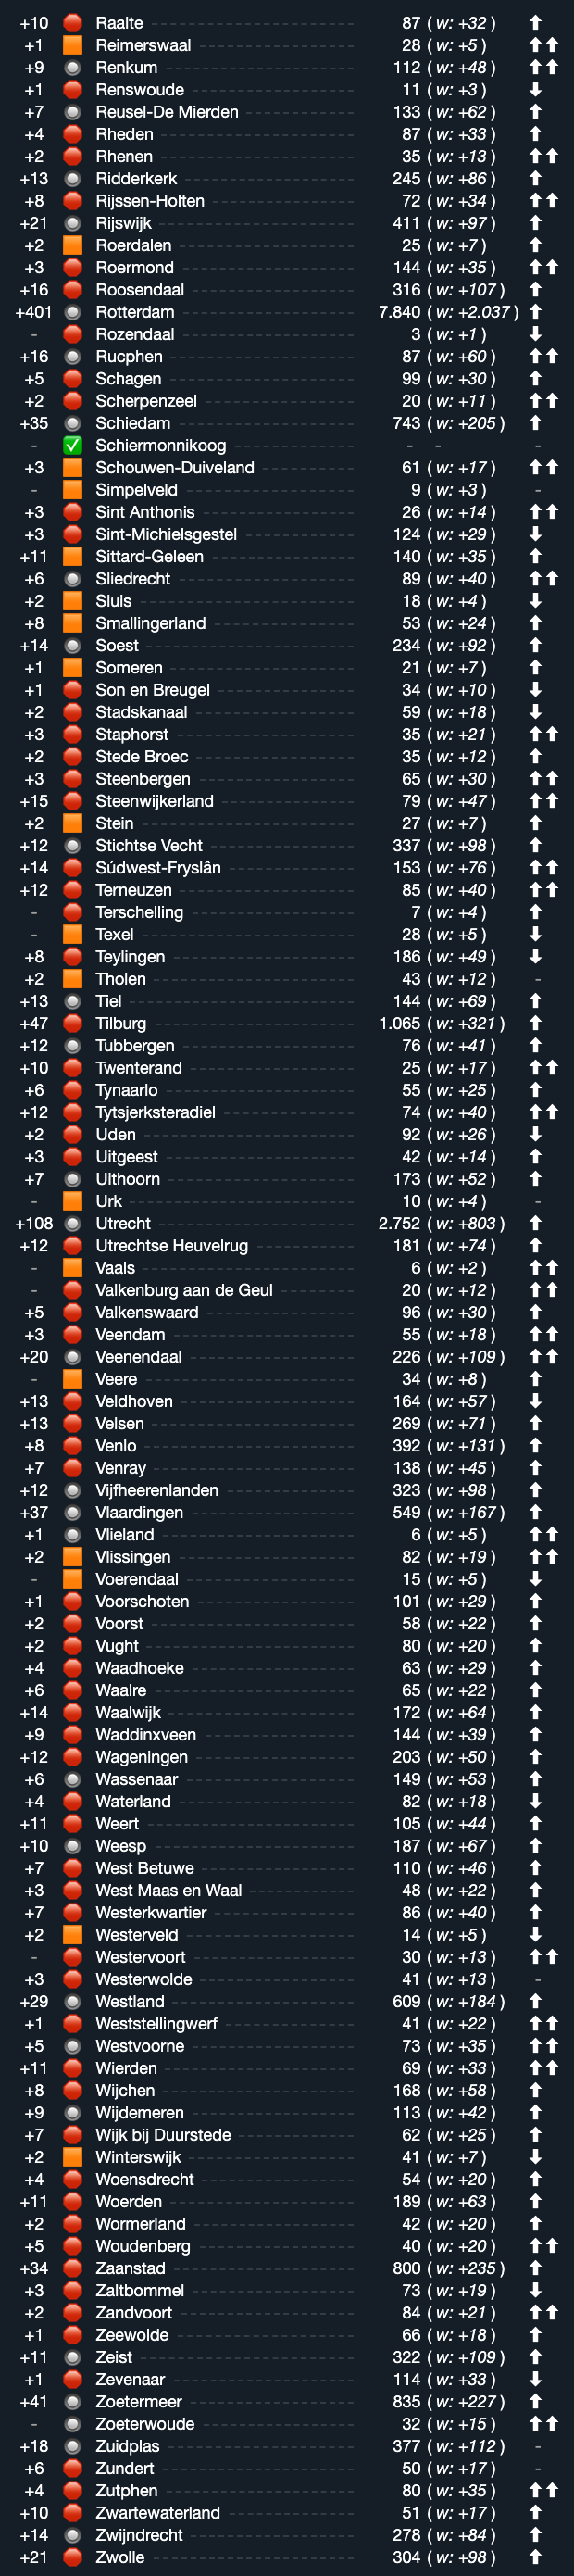 +10 Raalte 87 ( w: +32 )
+1 Reimerswaal 28 ( w: +5 )
+9 Renkum 112 ( w: +48 )
+1 Renswoude 11 ( w: +3 )
+7 Reusel-De Mierden 133 ( w: +62 )
+4 Rheden 87 ( w: +33 )
+2 Rhenen 35 ( w: +13 )
+13 Ridderkerk 245 ( w: +86 )
+8 Rijssen-Holten 72 ( w: +34 )
+21 Rijswijk 411 ( w: +97 )
+2 Roerdalen 25 ( w: +7 )
+3 Roermond 144 ( w: +35 )
+16 Roosendaal 316 ( w: +107 )
+401 Rotterdam 7.840 ( w: +2.037 )
- Rozendaal 3 ( w: +1 )
+16 Rucphen 87 ( w: +60 )
+5 Schagen 99 ( w: +30 )
+2 Scherpenzeel 20 ( w: +11 )
+35 Schiedam 743 ( w: +205 )
- Schiermonnikoog - - -
+3 Schouwen-Duiveland 61 ( w: +17 )
- Simpelveld 9 ( w: +3 ) -
+3 Sint Anthonis 26 ( w: +14 )
+3 Sint-Michielsgestel 124 ( w: +29 )
+11 Sittard-Geleen 140 ( w: +35 )
+6 Sliedrecht 89 ( w: +40 )
+2 Sluis 18 ( w: +4 )
+8 Smallingerland 53 ( w: +24 )
+14 Soest 234 ( w: +92 )
+1 Someren 21 ( w: +7 )
+1 Son en Breugel 34 ( w: +10 )
+2 Stadskanaal 59 ( w: +18 )
+3 Staphorst 35 ( w: +21 )
+2 Stede Broec 35 ( w: +12 )
+3 Steenbergen 65 ( w: +30 )
+15 Steenwijkerland 79 ( w: +47 )
+2 Stein 27 ( w: +7 )
+12 Stichtse Vecht 337 ( w: +98 )
+14 Súdwest-Fryslân 153 ( w: +76 )
+12 Terneuzen 85 ( w: +40 )
- Terschelling 7 ( w: +4 )
- Texel 28 ( w: +5 )
+8 Teylingen 186 ( w: +49 )
+2 Tholen 43 ( w: +12 ) -
+13 Tiel 144 ( w: +69 )
+47 Tilburg 1.065 ( w: +321 )
+12 Tubbergen 76 ( w: +41 )
+10 Twenterand 25 ( w: +17 )
+6 Tynaarlo 55 ( w: +25 )
+12 Tytsjerksteradiel 74 ( w: +40 )
+2 Uden 92 ( w: +26 )
+3 Uitgeest 42 ( w: +14 )
+7 Uithoorn 173 ( w: +52 )
- Urk 10 ( w: +4 ) -
+108 Utrecht 2.752 ( w: +803 )
+12 Utrechtse Heuvelrug 181 ( w: +74 )
- Vaals 6 ( w: +2 )
- Valkenburg aan de Geul 20 ( w: +12 )
+5 Valkenswaard 96 ( w: +30 )
+3 Veendam 55 ( w: +18 )
+20 Veenendaal 226 ( w: +109 )
- Veere 34 ( w: +8 )
+13 Veldhoven 164 ( w: +57 )
+13 Velsen 269 ( w: +71 )
+8 Venlo 392 ( w: +131 )
+7 Venray 138 ( w: +45 )
+12 Vijfheerenlanden 323 ( w: +98 )
+37 Vlaardingen 549 ( w: +167 )
+1 Vlieland 6 ( w: +5 )
+2 Vlissingen 82 ( w: +19 )
- Voerendaal 15 ( w: +5 )
+1 Voorschoten 101 ( w: +29 )
+2 Voorst 58 ( w: +22 )
+2 Vught 80 ( w: +20 )
+4 Waadhoeke 63 ( w: +29 )
+6 Waalre 65 ( w: +22 )
+14 Waalwijk 172 ( w: +64 )
+9 Waddinxveen 144 ( w: +39 )
+12 Wageningen 203 ( w: +50 )
+6 Wassenaar 149 ( w: +53 )
+4 Waterland 82 ( w: +18 )
+11 Weert 105 ( w: +44 )
+10 Weesp 187 ( w: +67 )
+7 West Betuwe 110 ( w: +46 )
+3 West Maas en Waal 48 ( w: +22 )
+7 Westerkwartier 86 ( w: +40 )
+2 Westerveld 14 ( w: +5 )
- Westervoort 30 ( w: +13 )
+3 Westerwolde 41 ( w: +13 ) -
+29 Westland 609 ( w: +184 )
+1 Weststellingwerf 41 ( w: +22 )
+5 Westvoorne 73 ( w: +35 )
+11 Wierden 69 ( w: +33 )
+8 Wijchen 168 ( w: +58 )
+9 Wijdemeren 113 ( w: +42 )
+7 Wijk bij Duurstede 62 ( w: +25 )
+2 Winterswijk 41 ( w: +7 )
+4 Woensdrecht 54 ( w: +20 )
+11 Woerden 189 ( w: +63 )
+2 Wormerland 42 ( w: +20 )
+5 Woudenberg 40 ( w: +20 )
+34 Zaanstad 800 ( w: +235 )
+3 Zaltbommel 73 ( w: +19 )
+2 Zandvoort 84 ( w: +21 )
+1 Zeewolde 66 ( w: +18 )
+11 Zeist 322 ( w: +109 )
+1 Zevenaar 114 ( w: +33 )
+41 Zoetermeer 835 ( w: +227 )
- Zoeterwoude 32 ( w: +15 )
+18 Zuidplas 377 ( w: +112 ) -
+6 Zundert 50 ( w: +17 ) -
+4 Zutphen 80 ( w: +35 )
+10 Zwartewaterland 51 ( w: +17 )
+14 Zwijndrecht 278 ( w: +84 )
+21 Zwolle 304 ( w: +98 )